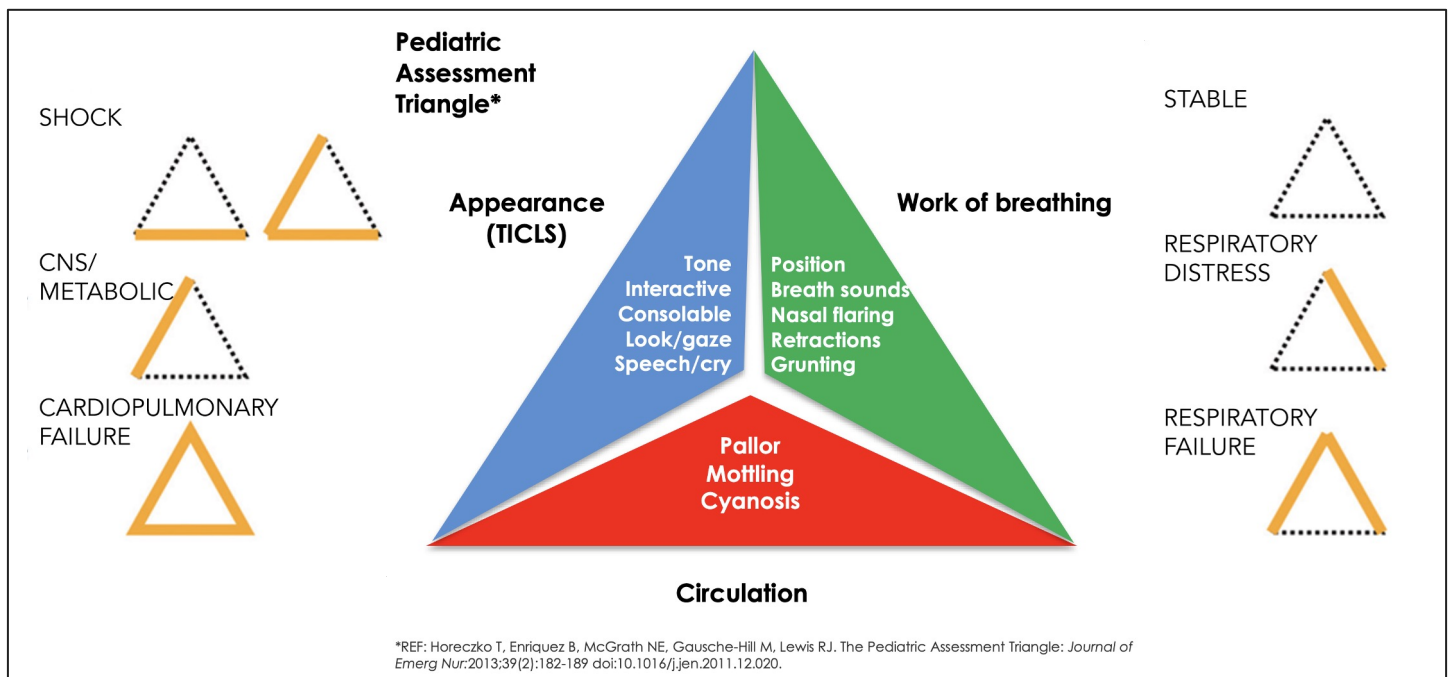 Pediatric
Assessment
Triangle*
SHOCK
CNS/
METABOLIC
CARDIOPULMONARY
FAILURE
Appearance
(TICLS)
Tone
Interactive
Consolable
Look/gaze
Speech/cry
Work of breathing
Position
Breath sounds
Nasal flaring
Retractions
Grunting
Pallor
Mottling
Cyanosis
Circulation
STABLE
RESPIRATORY
DISTRESS
RESPIRATORY
FAILURE
*REF: Horeczko T, Enriquez B, McGrath NE, Gausche-Hill M, Lewis RJ. The Pediatric Assessment Triangle: Journal of
Emerg Nur:2013;39(2):182-189 doi:10.1016/j.jen.2011.12.020.